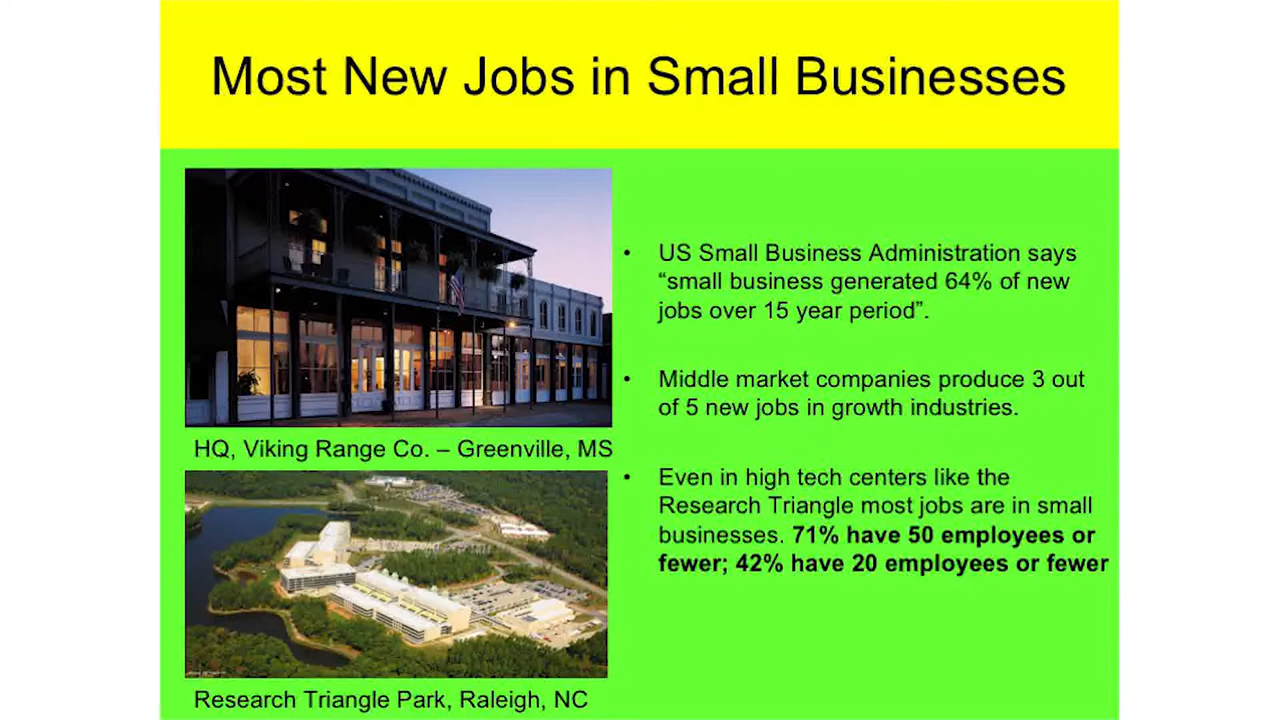 Most New Jobs in Small Businesses
HQ, Viking Range Co. – Greenville, MS
Research Triangle Park, Raleigh, NC
• US Small Business Administration says
“small business generated 64% of new
jobs over 15 year period”.
• Middle market companies produce 3 out
of 5 new jobs in growth industries.
• Even in high tech centers like the
Research Triangle most jobs are in small
businesses. 71% have 50 employees or
fewer; 42% have 20 employees or fewer